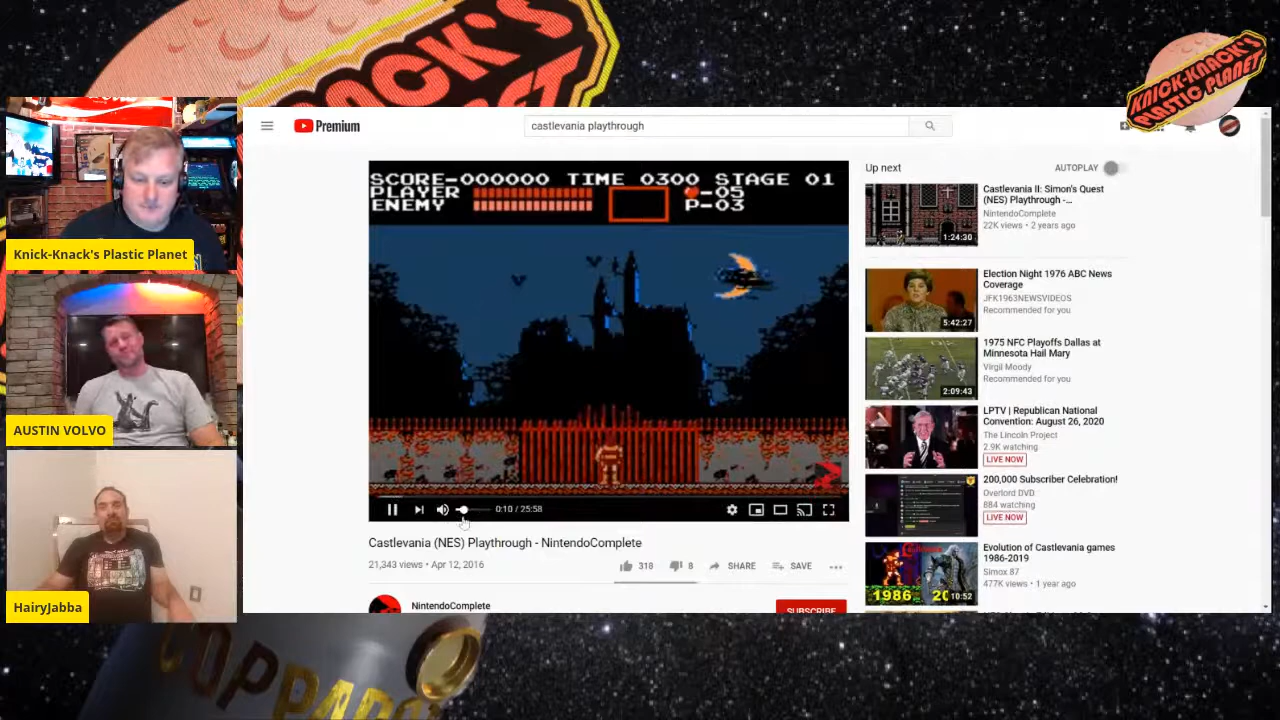 KNACK'S
PLASTIC
KNICK-KNACK'S
PLASTIC PLANET
Premium
castlevania playthrough
SCORE-000000 TIME 0300 STAGE 01
PLAYER
-05
ENEMY
P-03
0:10 / 25:58
Castlevania (NES) Playthrough - NintendoComplete
21,343 views • Apr 12, 2016
318
8
SHARE
SAVE
NintendoComplete
SUBSCRIBE
Up next
AUTOPLAY
Castlevania II: Simon's Quest
(NES) Playthrough -...
NintendoComplete
22K views • 2 years ago
1:24:30
Election Night 1976 ABC News
Coverage
JFK1963NEWSVIDEOS
Recommended for you
5:42:27
1975 NFC Playoffs Dallas at
Minnesota Hail Mary
Virgil Moody
Recommended for you
2:09:43
LPTV | Republican National
Convention: August 26, 2020
The Lincoln Project
2.9K watching
LIVE NOW
200,000 Subscriber Celebration!
Overlord DVD
884 watching
LIVE NOW
Evolution of Castlevania games
1986-2019
Simox 87
477K views • 1 year ago
1986
20
10:52
Knick-Knack's Plastic Planet
AUSTIN VOLVO
HairyJabba